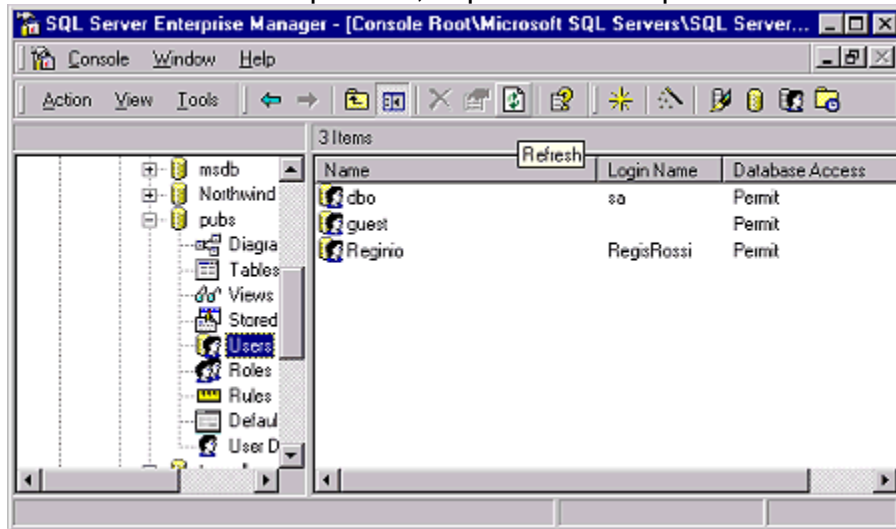 SQL Server Enterprise Manager - [Console Root\Microsoft SQL Servers\SQL Server...
Console Window Help
Action View Tools
3 Items
Refresh
Name Login Name Database Access
msdb
Northwind
pubs
Diagra
Tables
Views
Stored
Users
Roles
Rules
Defaul
User D
dbo sa Permit
guest Permit
Reginio RegisRossi Permit